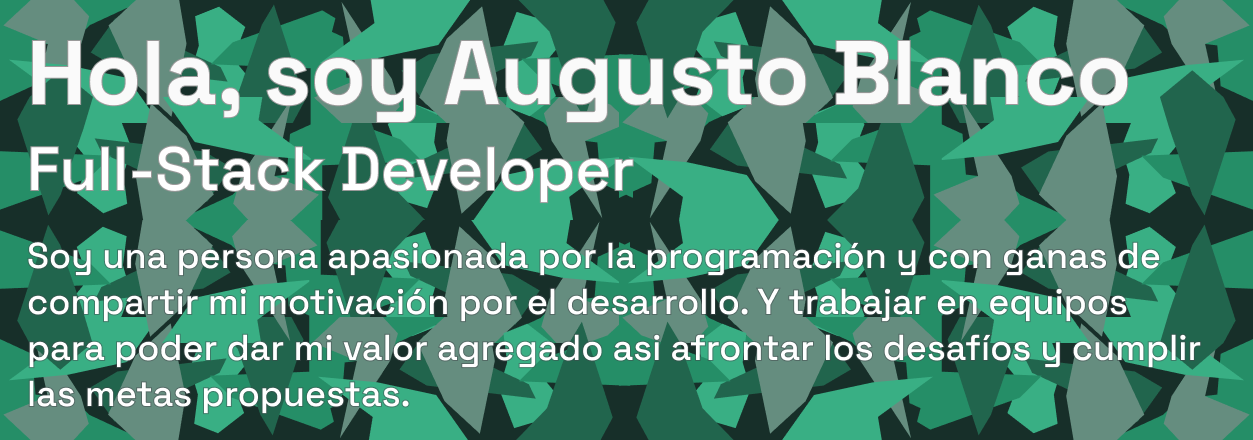 Hola, soy Augusto Blanco
Full-Stack Developer
Soy una persona apasionada por la programación y con ganas de
compartir mi motivación por el desarrollo. Y trabajar en equipos
para poder dar mi valor agregado asi afrontar los desafíos y cumplir
las metas propuestas.